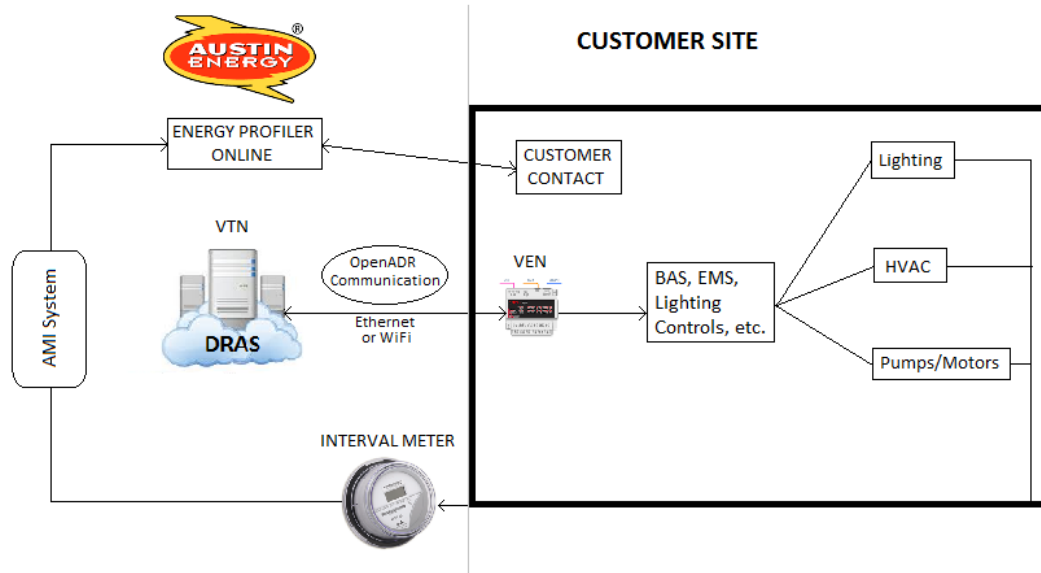 AUSTIN
ENERGY
®
CUSTOMER SITE
ENERGY PROFILER
ONLINE
CUSTOMER
CONTACT
Lighting
VTN
OpenADR
Communication
VEN
HVAC
BAS, EMS,
Lighting
Controls, etc.
AMI System
DRAS
Ethernet
or WiFi
Pumps/Motors
INTERVAL METER